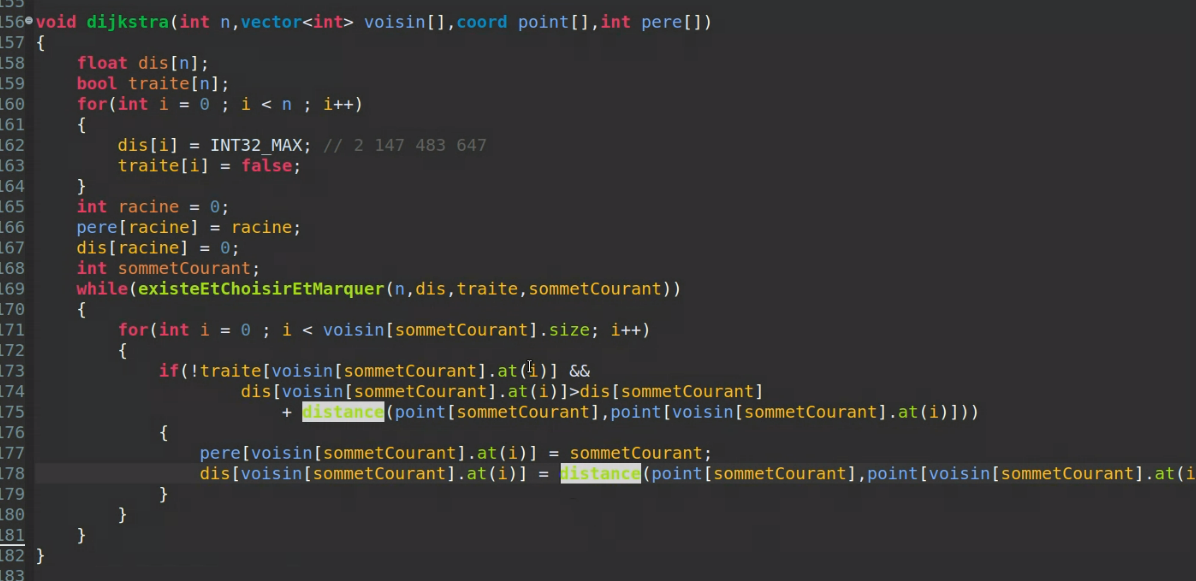 155
156 void dijkstra(int n,vector<int> voisin[],coord point[],int pere[])
157 {
158     float dis[n];
159     bool traite[n];
160     for(int i = 0 ; i < n ; i++)
161     {
162         dis[i] = INT32_MAX; // 2 147 483 647
163         traite[i] = false;
164     }
165     int racine = 0;
166     pere[racine] = racine;
167     dis[racine] = 0;
168     int sommetCourant;
169     while(existeEtChoisirEtMarquer(n,dis,traite,sommetCourant))
170     {
171         for(int i = 0 ; i < voisin[sommetCourant].size; i++)
172         {
173             if(!traite[voisin[sommetCourant].at(i)] &&
174                     dis[voisin[sommetCourant].at(i)]>dis[sommetCourant]
175                         + distance(point[sommetCourant],point[voisin[sommetCourant].at(i)]))
176             {
177                 pere[voisin[sommetCourant].at(i)] = sommetCourant;
178                 dis[voisin[sommetCourant].at(i)] = distance(point[sommetCourant],point[voisin[sommetCourant].at(i
179             }
180         }
181     }
182 }
183